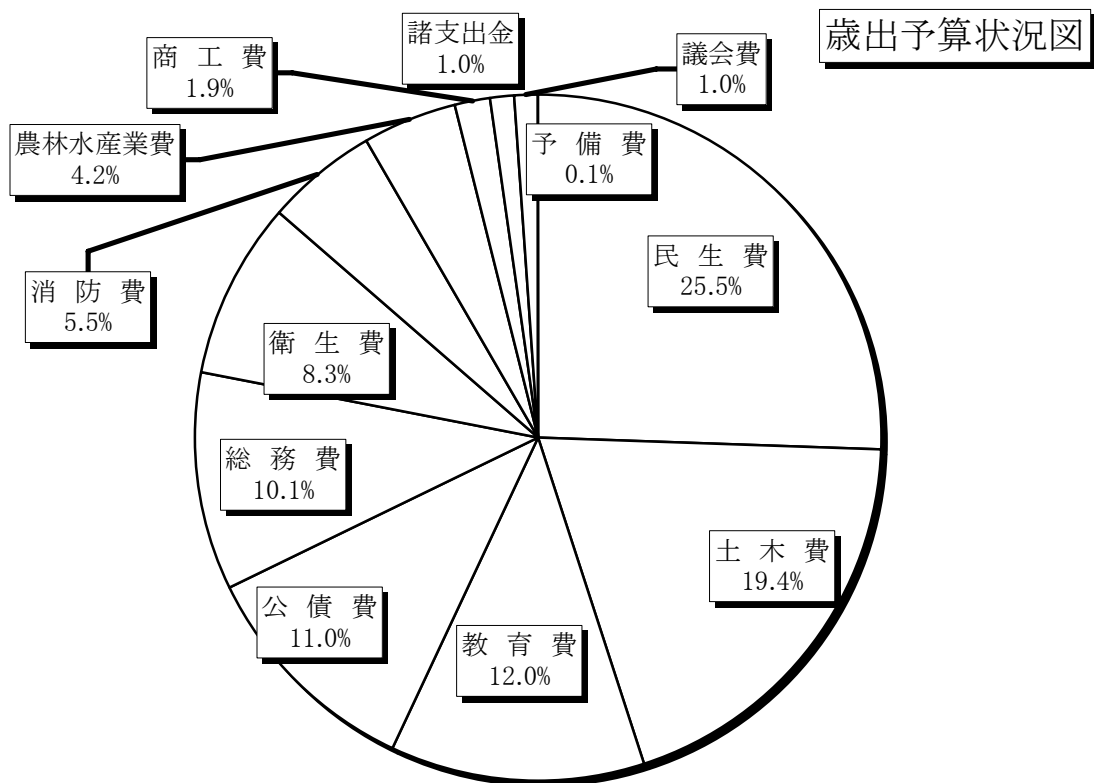 歳出予算状況図
諸支出金
1.0%
議会費
1.0%
商工費
1.9%
農林水産業費
4.2%
予備費
0.1%
民生費
25.5%
消防費
5.5%
衛生費
8.3%
総務費
10.1%
土木費
19.4%
公債費
11.0%
教育費
12.0%